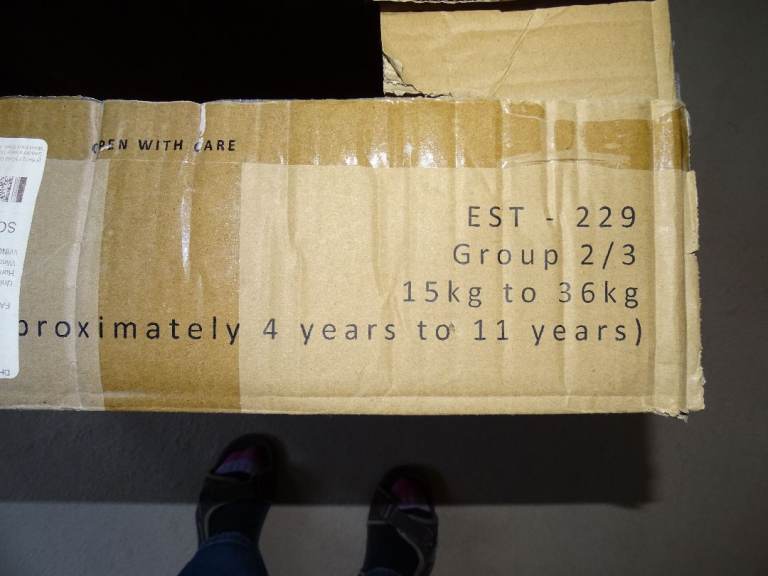 OPEN WITH CARE
EST - 229
Group 2/3
15kg to 36kg
proximately 4 years to 11 years)